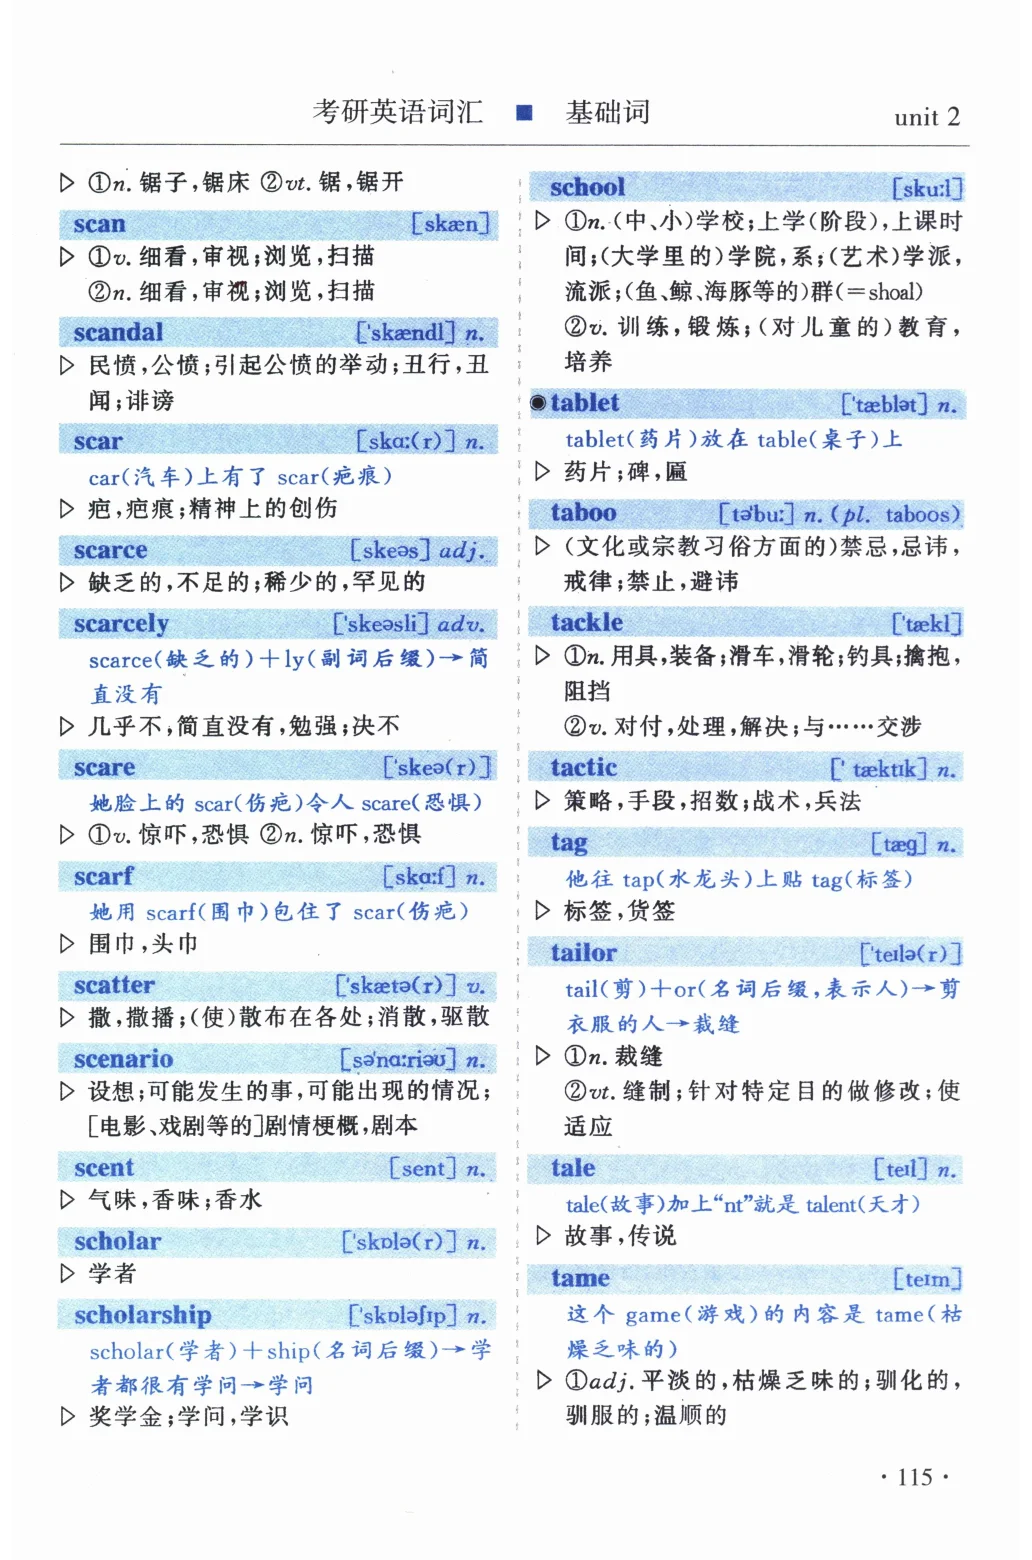 考研英语词汇 ■ 基础词
unit 2
▷ ①n. 锯子,锯床 ②vt. 锯,锯开
scan [skæn]
▷ ①v. 细看,审视;浏览,扫描
②n. 细看,审视;浏览,扫描
scandal ['skændl] n.
▷ 民愤,公愤;引起公愤的举动;丑行,丑
闻;诽谤
scar [skɑ:(r)] n.
car(汽车)上有了 scar(疤痕)
▷ 疤,疤痕;精神上的创伤
scarce [skeəs] adj.
▷ 缺乏的,不足的;稀少的,罕见的
scarcely ['skeəsli] adv.
scarce(缺乏的)+ly(副词后缀)→简
直没有
▷ 几乎不,简直没有,勉强;决不
scare ['skeə(r)]
她脸上的 scar(伤疤)令人 scare(恐惧)
▷ ①v. 惊吓,恐惧 ②n. 惊吓,恐惧
scarf [skɑ:f] n.
她用 scarf(围巾)包住了 scar(伤疤)
▷ 围巾,头巾
scatter ['skætə(r)] v.
▷ 撒,撒播;(使)散布在各处;消散,驱散
scenario [sə'nɑ:riəʊ] n.
▷ 设想;可能发生的事,可能出现的情况;
[电影、戏剧等的]剧情梗概,剧本
scent [sent] n.
▷ 气味,香味;香水
scholar ['skɒlə(r)] n.
▷ 学者
scholarship ['skɒləʃɪp] n.
scholar(学者)+ship(名词后缀)→学
者都很有学问→学问
▷ 奖学金;学问,学识
school [sku:l]
▷ ①n. (中、小)学校;上学(阶段),上课时
间;(大学里的)学院,系;(艺术)学派,
流派;(鱼、鲸、海豚等的)群(=shoal)
②v. 训练,锻炼;(对儿童的)教育,
培养
◉tablet ['tæblət] n.
tablet(药片)放在 table(桌子)上
▷ 药片;碑,匾
taboo [tə'bu:] n. (pl. taboos)
▷ (文化或宗教习俗方面的)禁忌,忌讳,
戒律;禁止,避讳
tackle ['tækl]
▷ ①n. 用具,装备;滑车,滑轮;钓具;擒抱,
阻挡
②v. 对付,处理,解决;与……交涉
tactic ['tæktɪk] n.
▷ 策略,手段,招数;战术,兵法
tag [tæg] n.
他往 tap(水龙头)上贴 tag(标签)
▷ 标签,货签
tailor ['teɪlə(r)]
tail(剪)+or(名词后缀,表示人)→剪
衣服的人→裁缝
▷ ①n. 裁缝
②vt. 缝制;针对特定目的做修改;使
适应
tale [teɪl] n.
tale(故事)加上“nt”就是 talent(天才)
▷ 故事,传说
tame [teɪm]
这个 game(游戏)的内容是 tame(枯
燥乏味的)
▷ ①adj. 平淡的,枯燥乏味的;驯化的,
驯服的;温顺的
· 115 ·